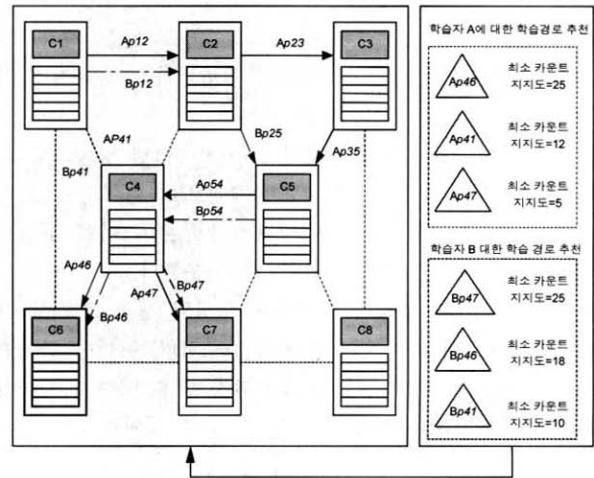 C1
Ap12
C2
Ap23
C3
Bp12
AP41
Bp41
Bp25
Ap35
C4
Ap54
C5
Bp54
Ap46
Bp46
Ap47
Bp47
C6
C7
C8
학습자 A에 대한 학습경로 추천
Ap46
최소 카운트
지지도=25
Ap41
최소 카운트
지지도=12
Ap47
최소 카운트
지지도=5
학습자 B 대한 학습 경로 추천
Bp47
최소 카운트
지지도=25
Bp46
최소 카운트
지지도=18
Bp41
최소 카운트
지지도=10